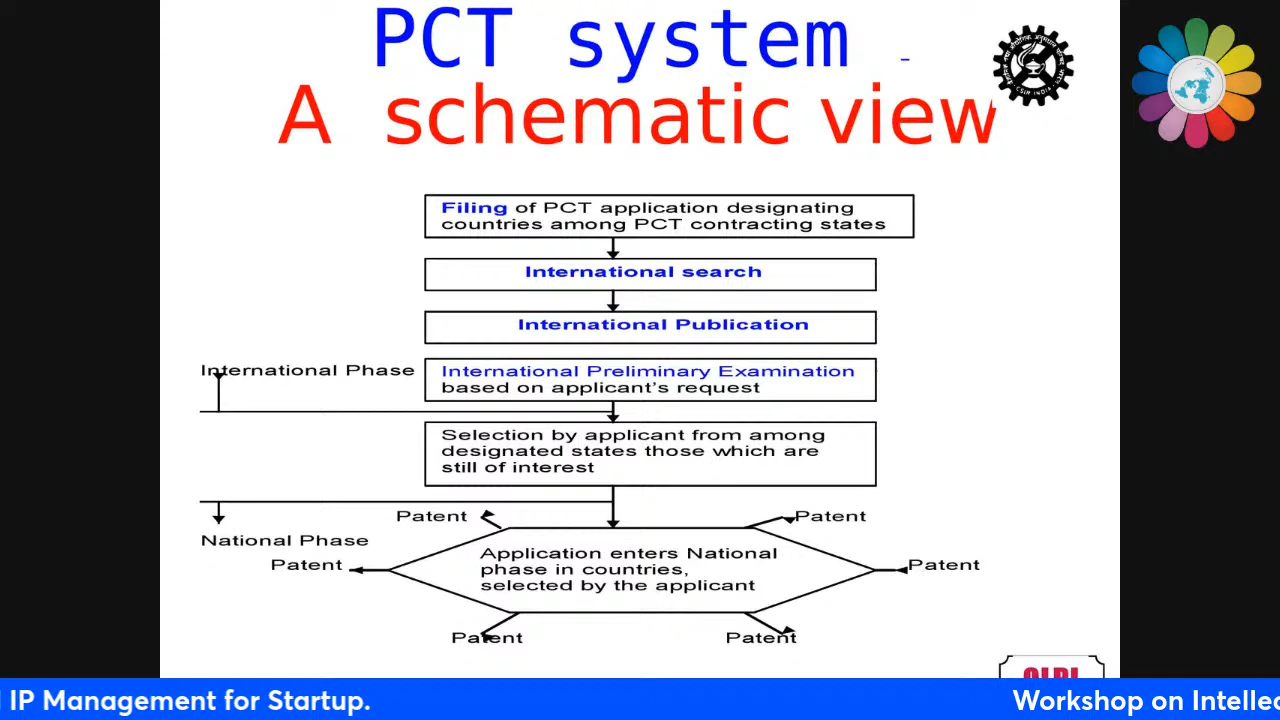 PCT system -
A schematic view
Filing of PCT application designating
countries among PCT contracting states
International search
International Publication
International Phase
International Preliminary Examination
based on applicant's request
Selection by applicant from among
designated states those which are
still of interest
Patent
Patent
National Phase
Application enters National
phase in countries,
selected by the applicant
Patent
Patent
Patent
Patent
CSIR INDIA
IP Management for Startup.
Workshop on Intellec